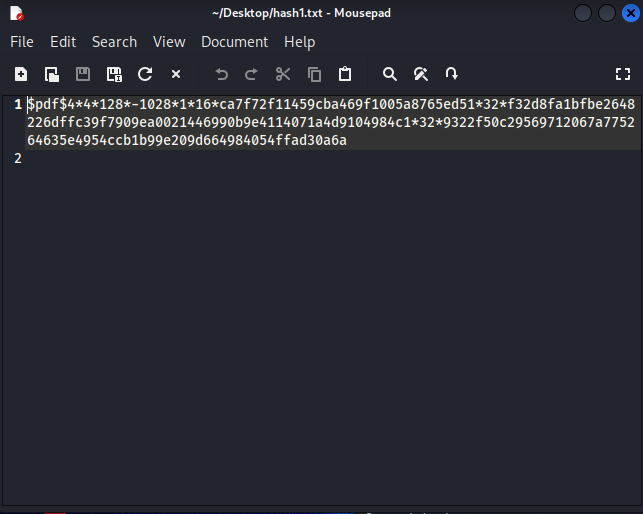 ~/Desktop/hash1.txt - Mousepad
File Edit Search View Document Help
1 $pdf$4*4*128*-1028*1*16*ca7f72f11459cba469f1005a8765ed51*32*f32d8fa1bfbe2648
226dffc39f7909ea0021446990b9e4114071a4d9104984c1*32*9322f50c29569712067a7752
64635e4954ccb1b99e209d664984054ffad30a6a
2